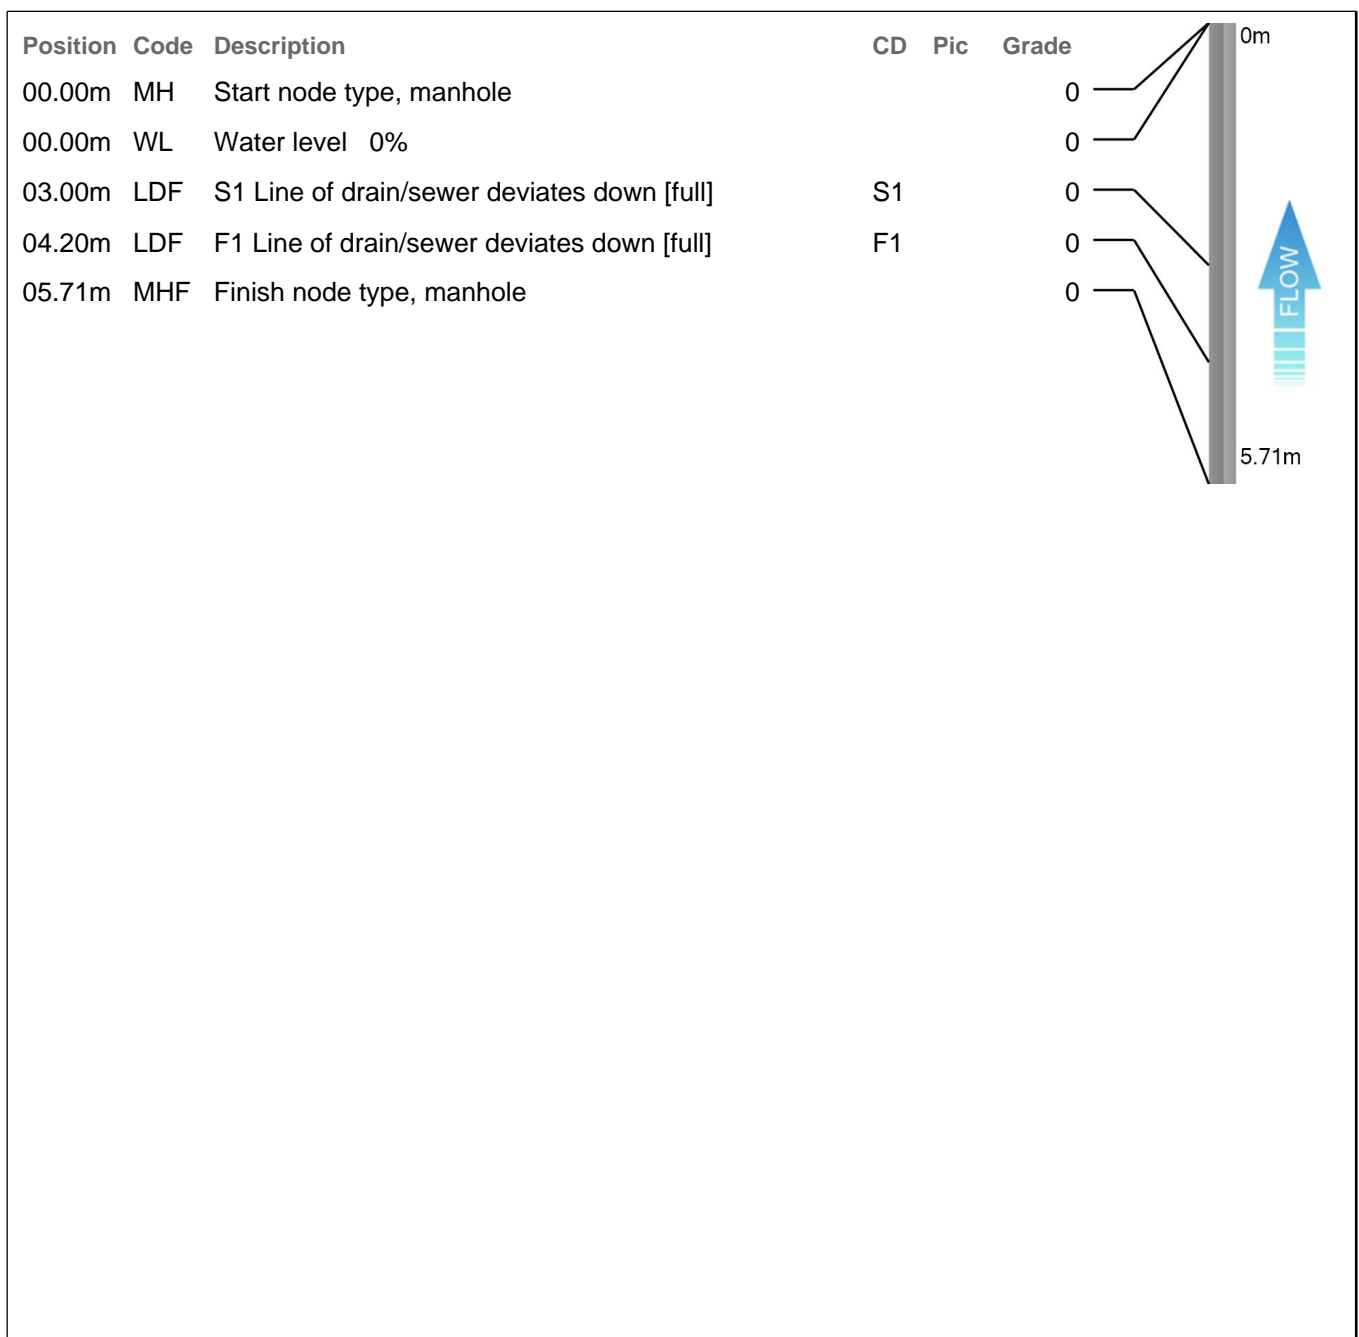 Position Code Description CD Pic Grade
0m
00.00m MH Start node type, manhole 0
00.00m WL Water level 0% 0
03.00m LDF S1 Line of drain/sewer deviates down [full] S1 0
04.20m LDF F1 Line of drain/sewer deviates down [full] F1 0
FLOW
05.71m MHF Finish node type, manhole 0
5.71m